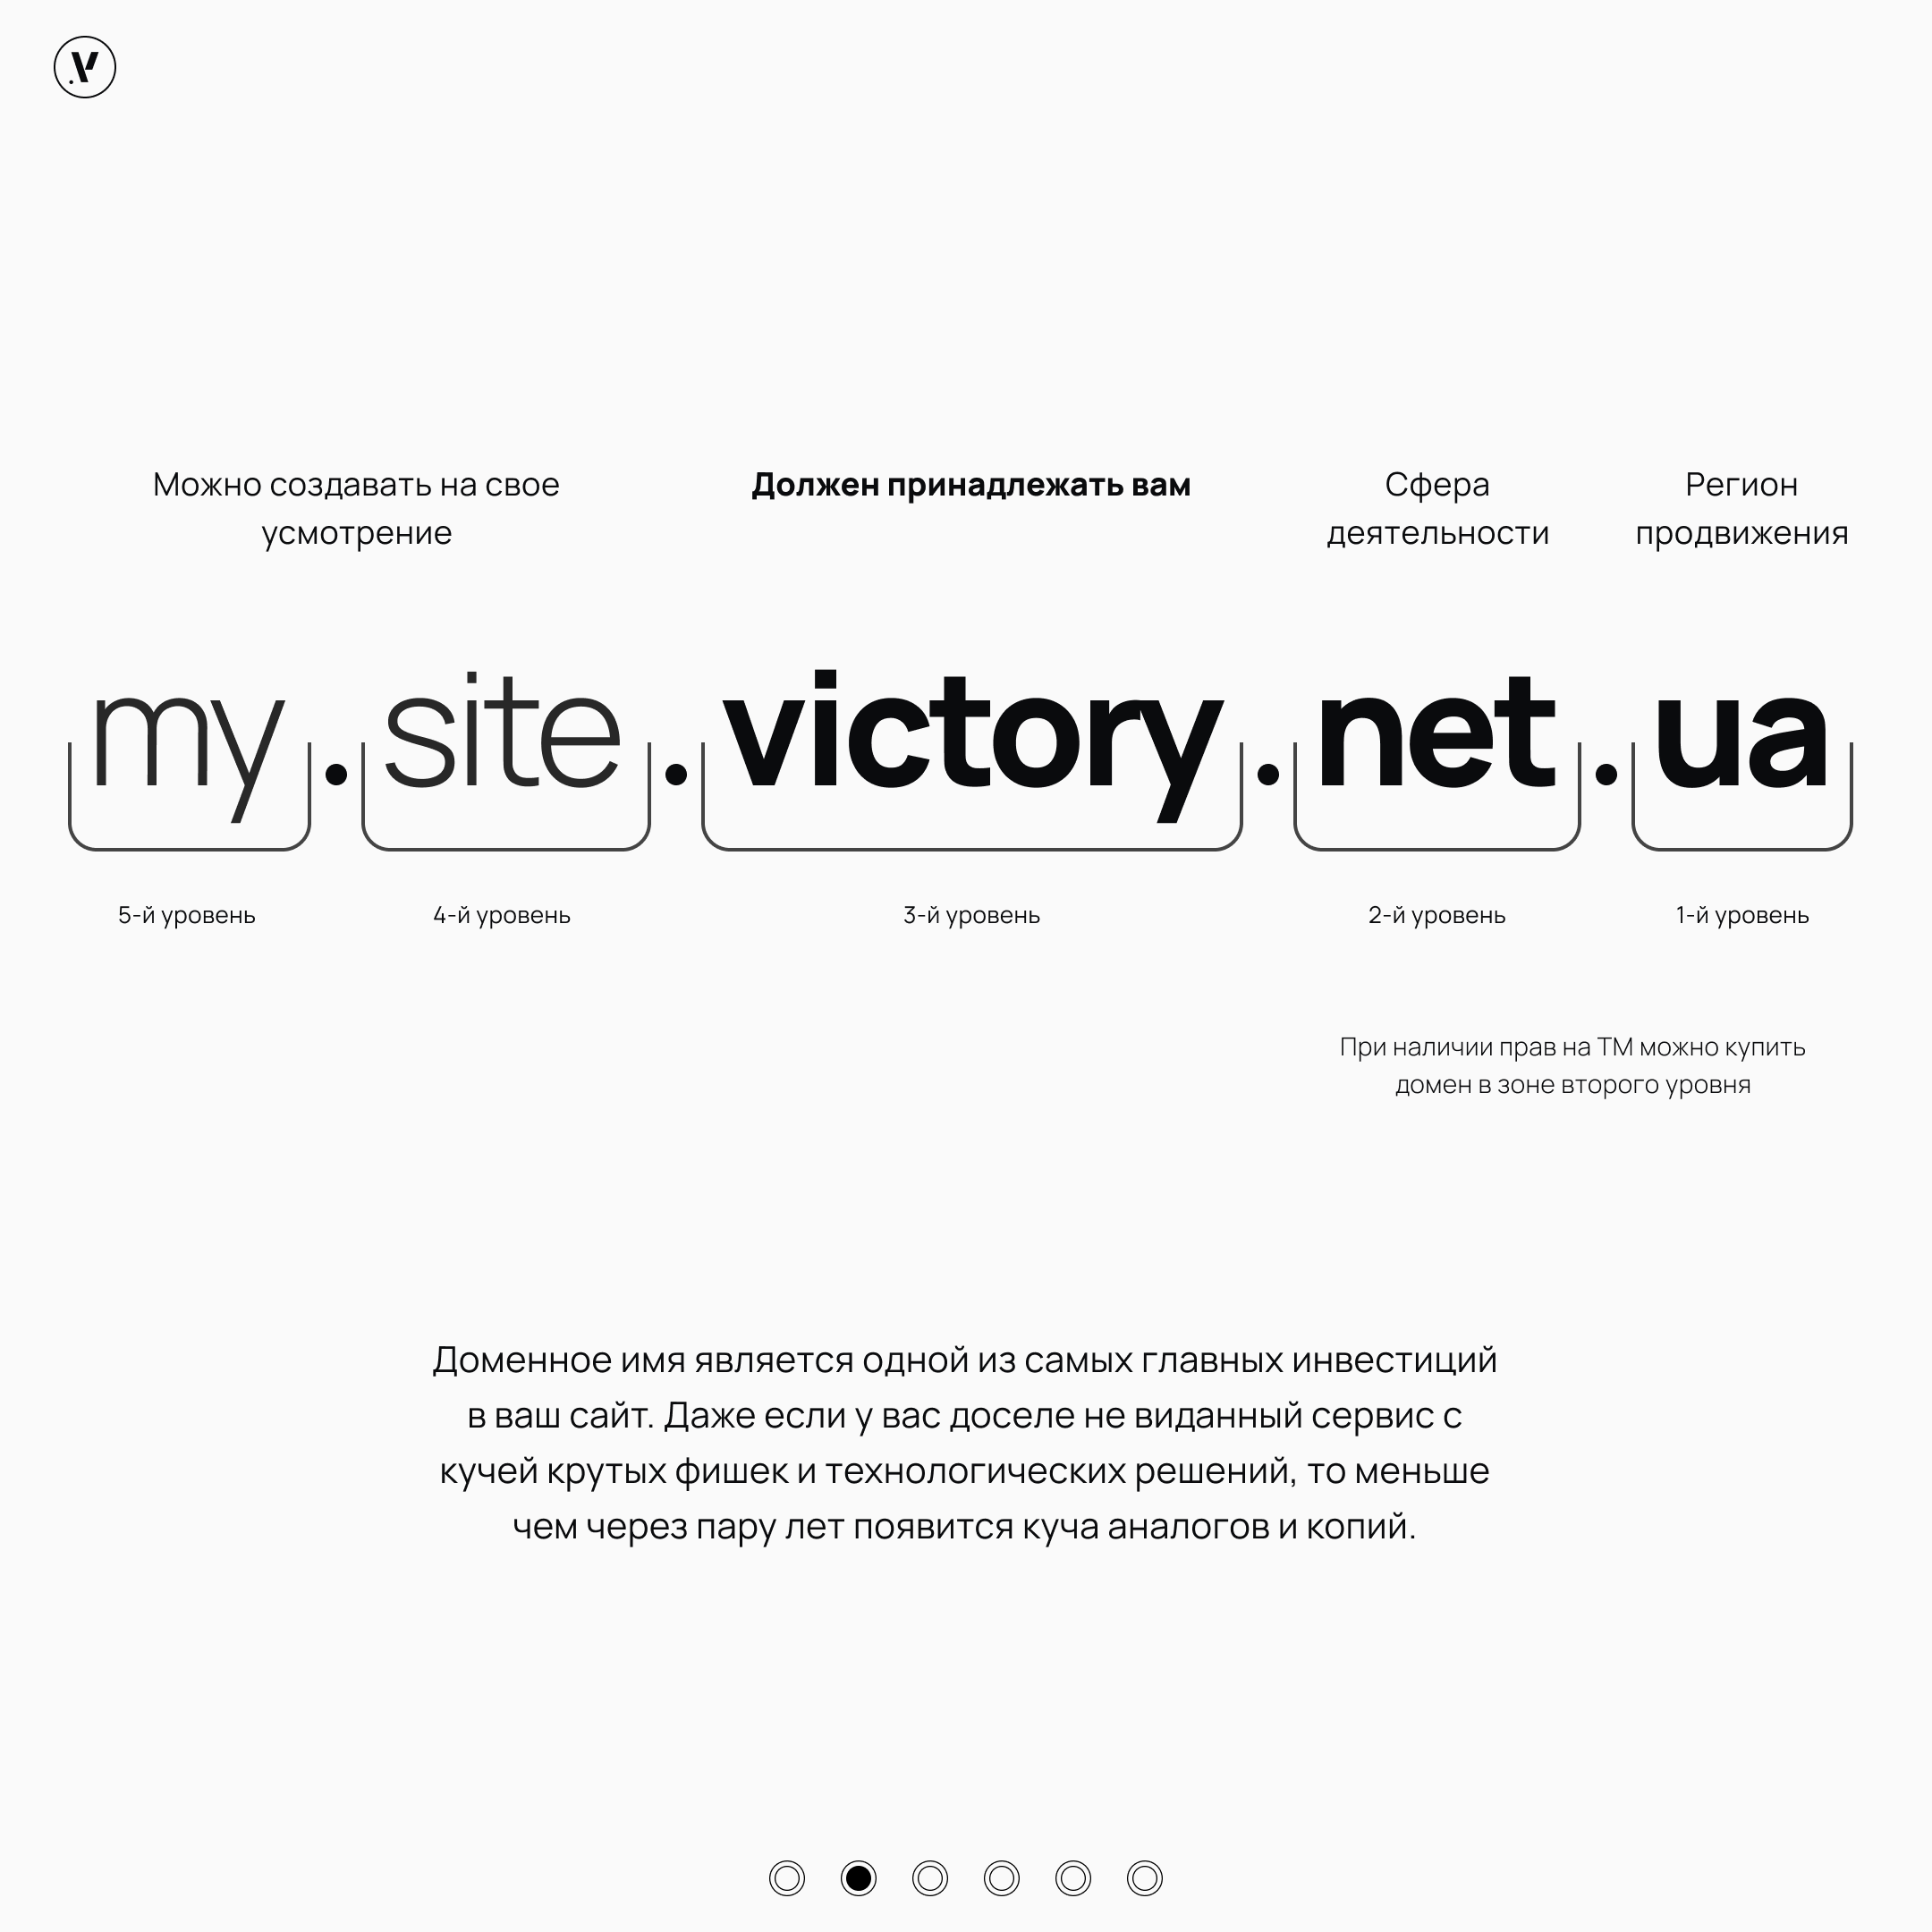 .V
Можно создавать на свое
усмотрение
Должен принадлежать вам
Сфера
деятельности
Регион
продвижения
my.site.victory.net.ua
5-й уровень
4-й уровень
3-й уровень
2-й уровень
1-й уровень
При наличии прав на ТМ можно купить
домен в зоне второго уровня
Доменное имя является одной из самых главных инвестиций
в ваш сайт. Даже если у вас доселе не виданный сервис с
кучей крутых фишек и технологических решений, то меньше
чем через пару лет появится куча аналогов и копий.